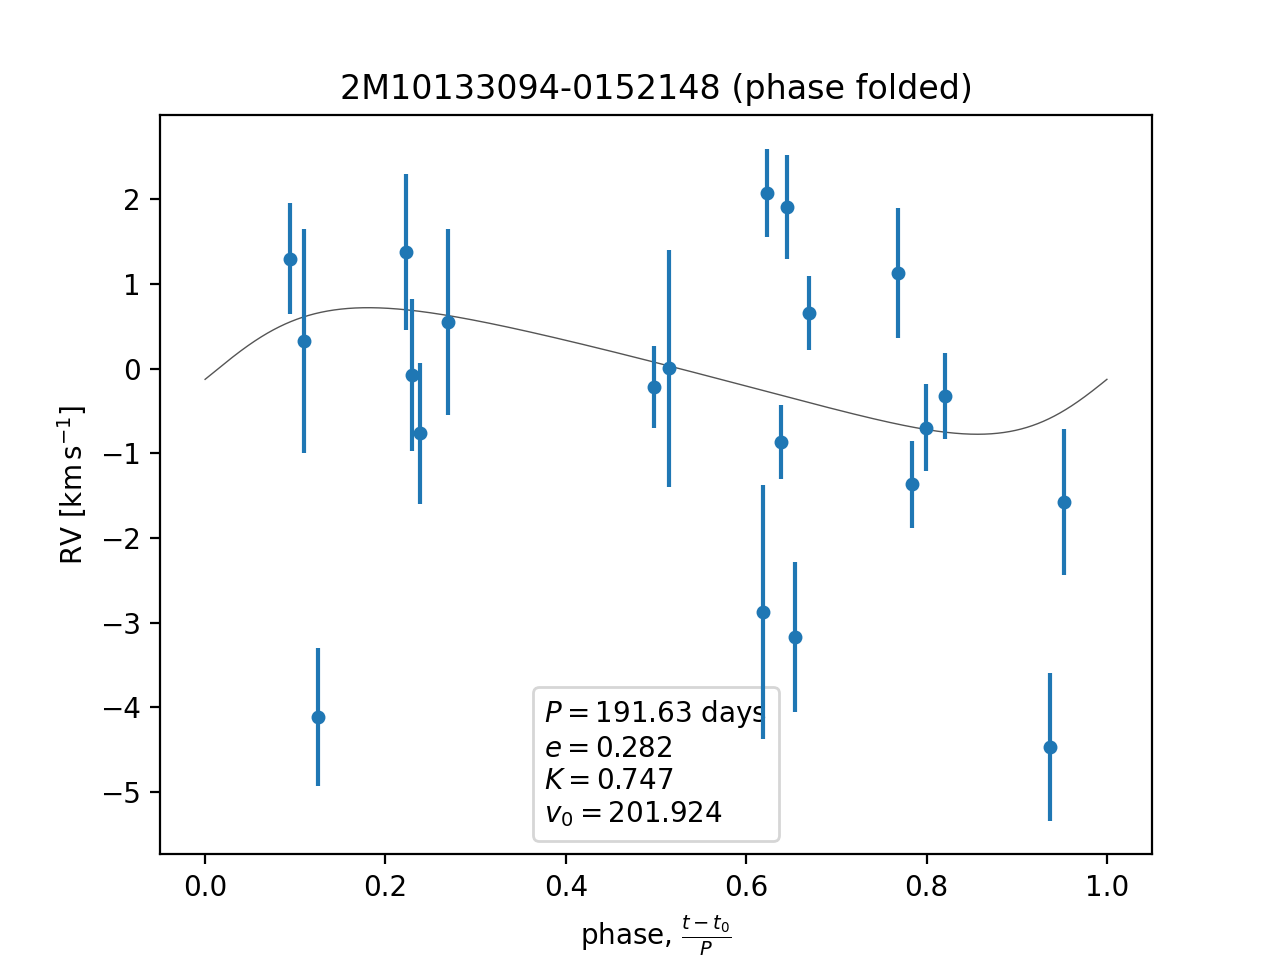 2M10133094-0152148 (phase folded)
RV [km s⁻¹]
2
1
0
−1
−2
−3
−4
−5
P = 191.63 days
e = 0.282
K = 0.747
v₀ = 201.924
0.0 0.2 0.4 0.6 0.8 1.0
phase, (t − t₀)/P